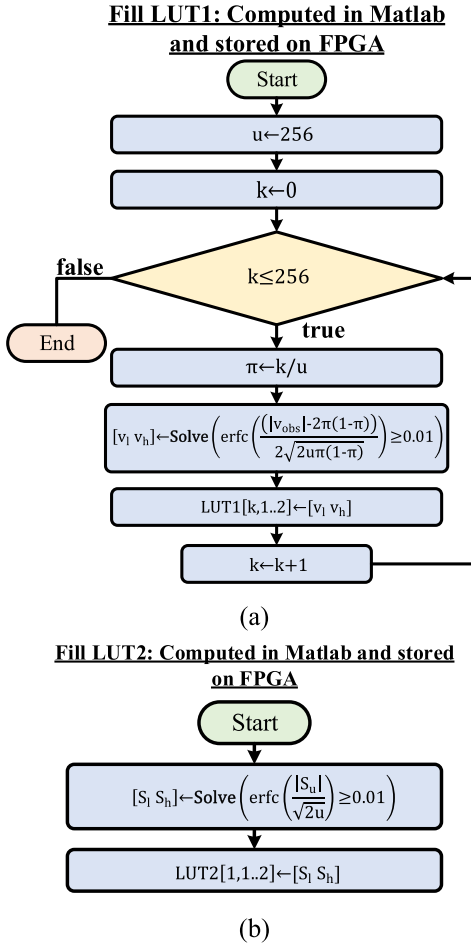 Fill LUT1: Computed in Matlab
and stored on FPGA
Start
u←256
k←0
k≤256
false
true
End
π←k/u
[v_l v_h]←Solve(erfc((|v_obs|-2π(1-π))/(2√(2uπ(1-π))))≥0.01)
LUT1[k,1..2]←[v_l v_h]
k←k+1
(a)
Fill LUT2: Computed in Matlab and stored
on FPGA
Start
[S_l S_h]←Solve(erfc(|S_u|/√(2u))≥0.01)
LUT2[1,1..2]←[S_l S_h]
(b)